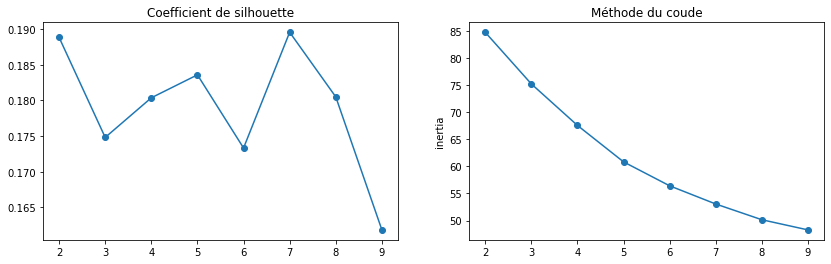 Coefficient de silhouette
0.190
0.185
0.180
0.175
0.170
0.165
2 3 4 5 6 7 8 9
Méthode du coude
inertia
85
80
75
70
65
60
55
50
2 3 4 5 6 7 8 9